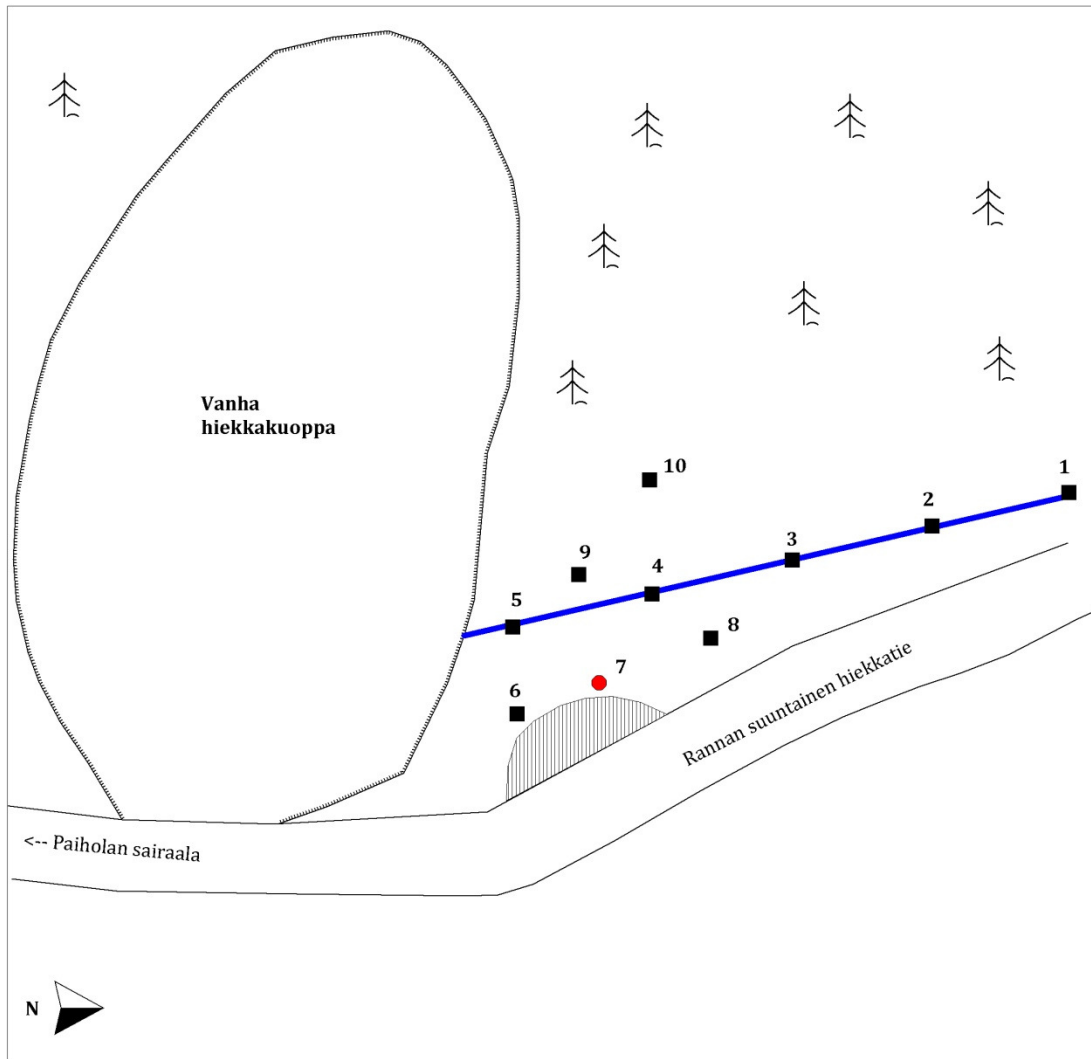 Vanha
hiekkakuoppa
10
1
2
3
9
4
5
8
7
6
Rannan suuntainen hiekkatie
<-- Paiholan sairaala
N